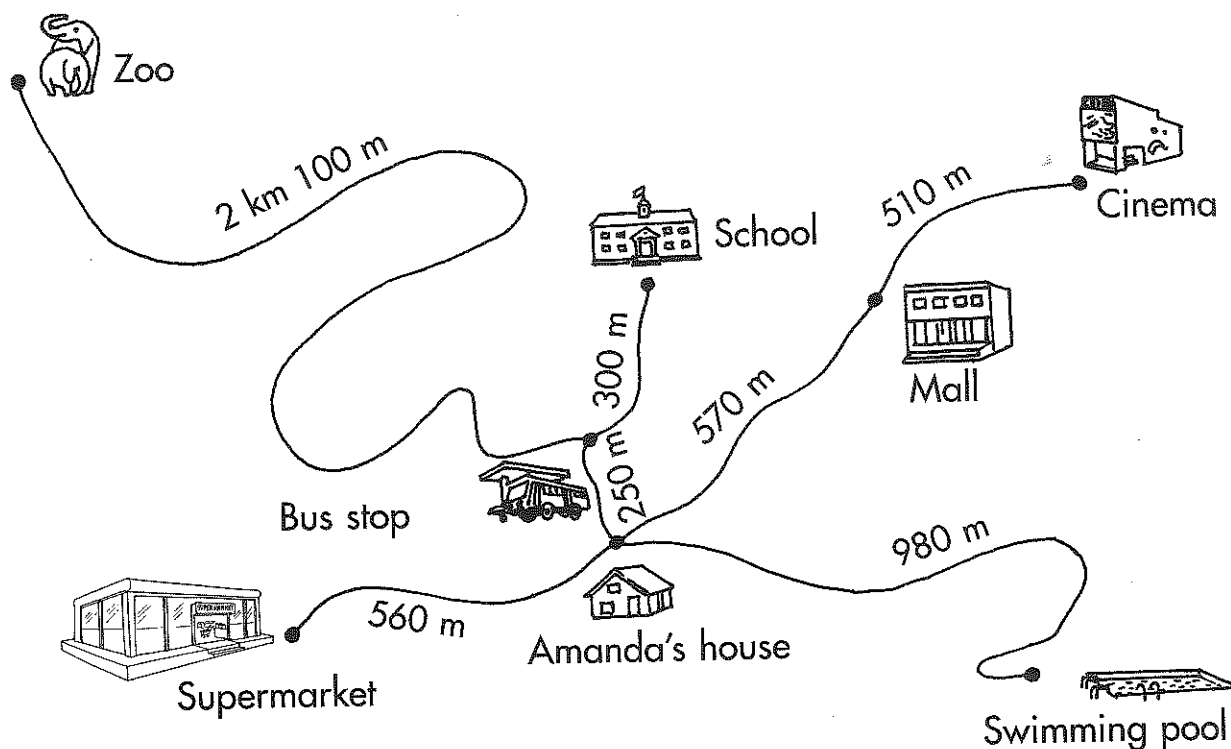 Zoo
2 km 100 m
510 m
Cinema
School
300 m
Mall
570 m
250 m
Bus stop
980 m
560 m
Amanda's house
SUPERMARKET
Supermarket
Swimming pool